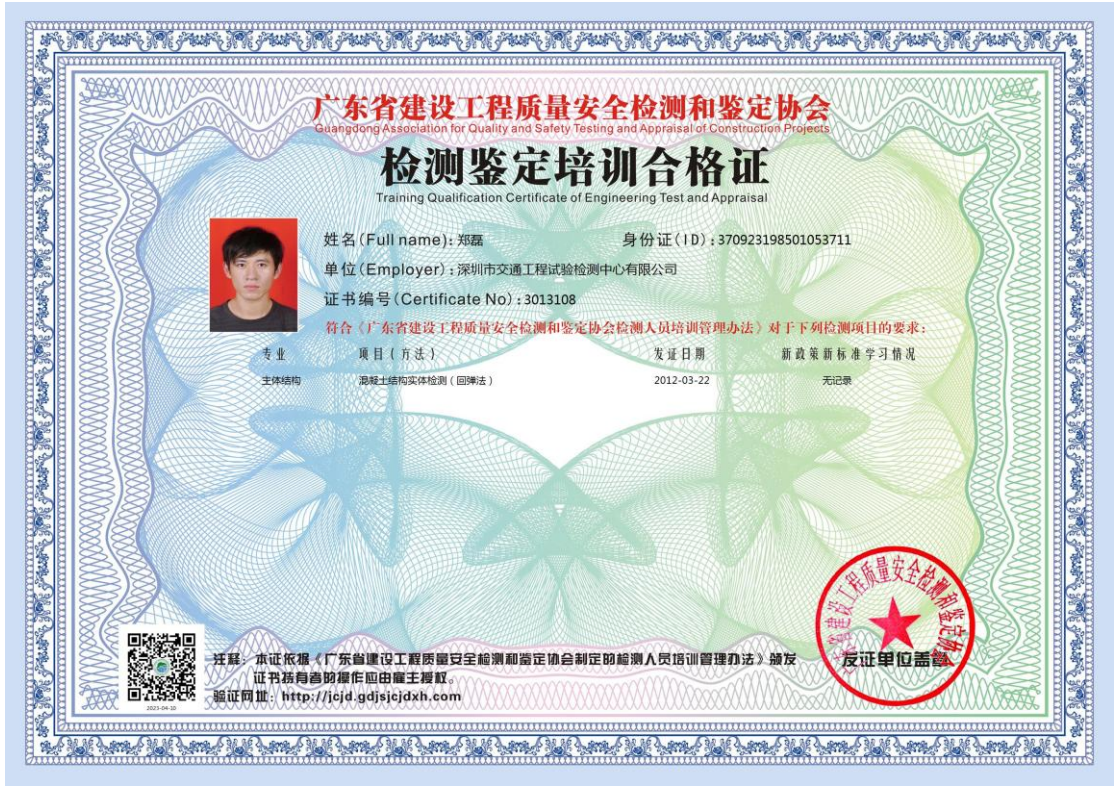 广东省建设工程质量安全检测和鉴定协会
Guangdong Association for Quality and Safety Testing and Appraisal of Construction Projects
检测鉴定培训合格证
Training Qualification Certificate of Engineering Test and Appraisal
姓名(Full name): 郑磊 身份证(ID): 370923198501053711
单位(Employer): 深圳市交通工程试验检测中心有限公司
证书编号(Certificate No): 3013108
符合《广东省建设工程质量安全检测和鉴定协会检测人员培训管理办法》对于下列检测项目的要求:
专业 项目(方法) 发证日期 新政策新标准学习情况
主体结构 混凝土结构实体检测(回弹法) 2012-03-22 无记录
广东省建设工程质量安全检测和鉴定协会
发证单位盖章
注释: 本证依据《广东省建设工程质量安全检测和鉴定协会制定的检测人员培训管理办法》颁发
证书持有者的操作应由雇主授权。
验证网址: http://jcjd.gdjsjcjdxh.com
2023-04-10